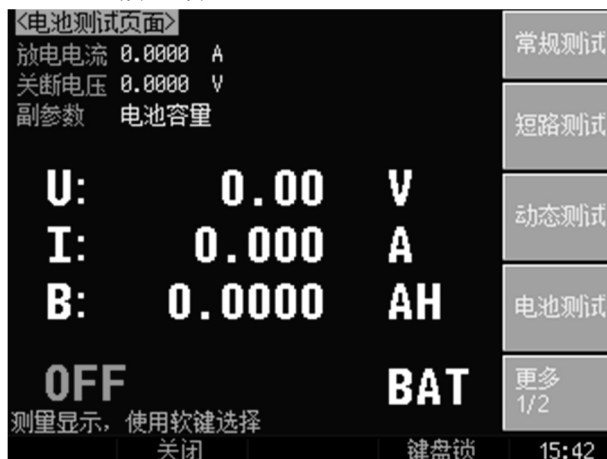 <电池测试页面>
放电电流 0.0000 A
关断电压 0.0000 V
副参数 电池容量
U: 0.00 V
I: 0.000 A
B: 0.0000 AH
OFF BAT
测量显示，使用软键选择
关闭 键盘锁 15:42
常规测试
短路测试
动态测试
电池测试
更多
1/2